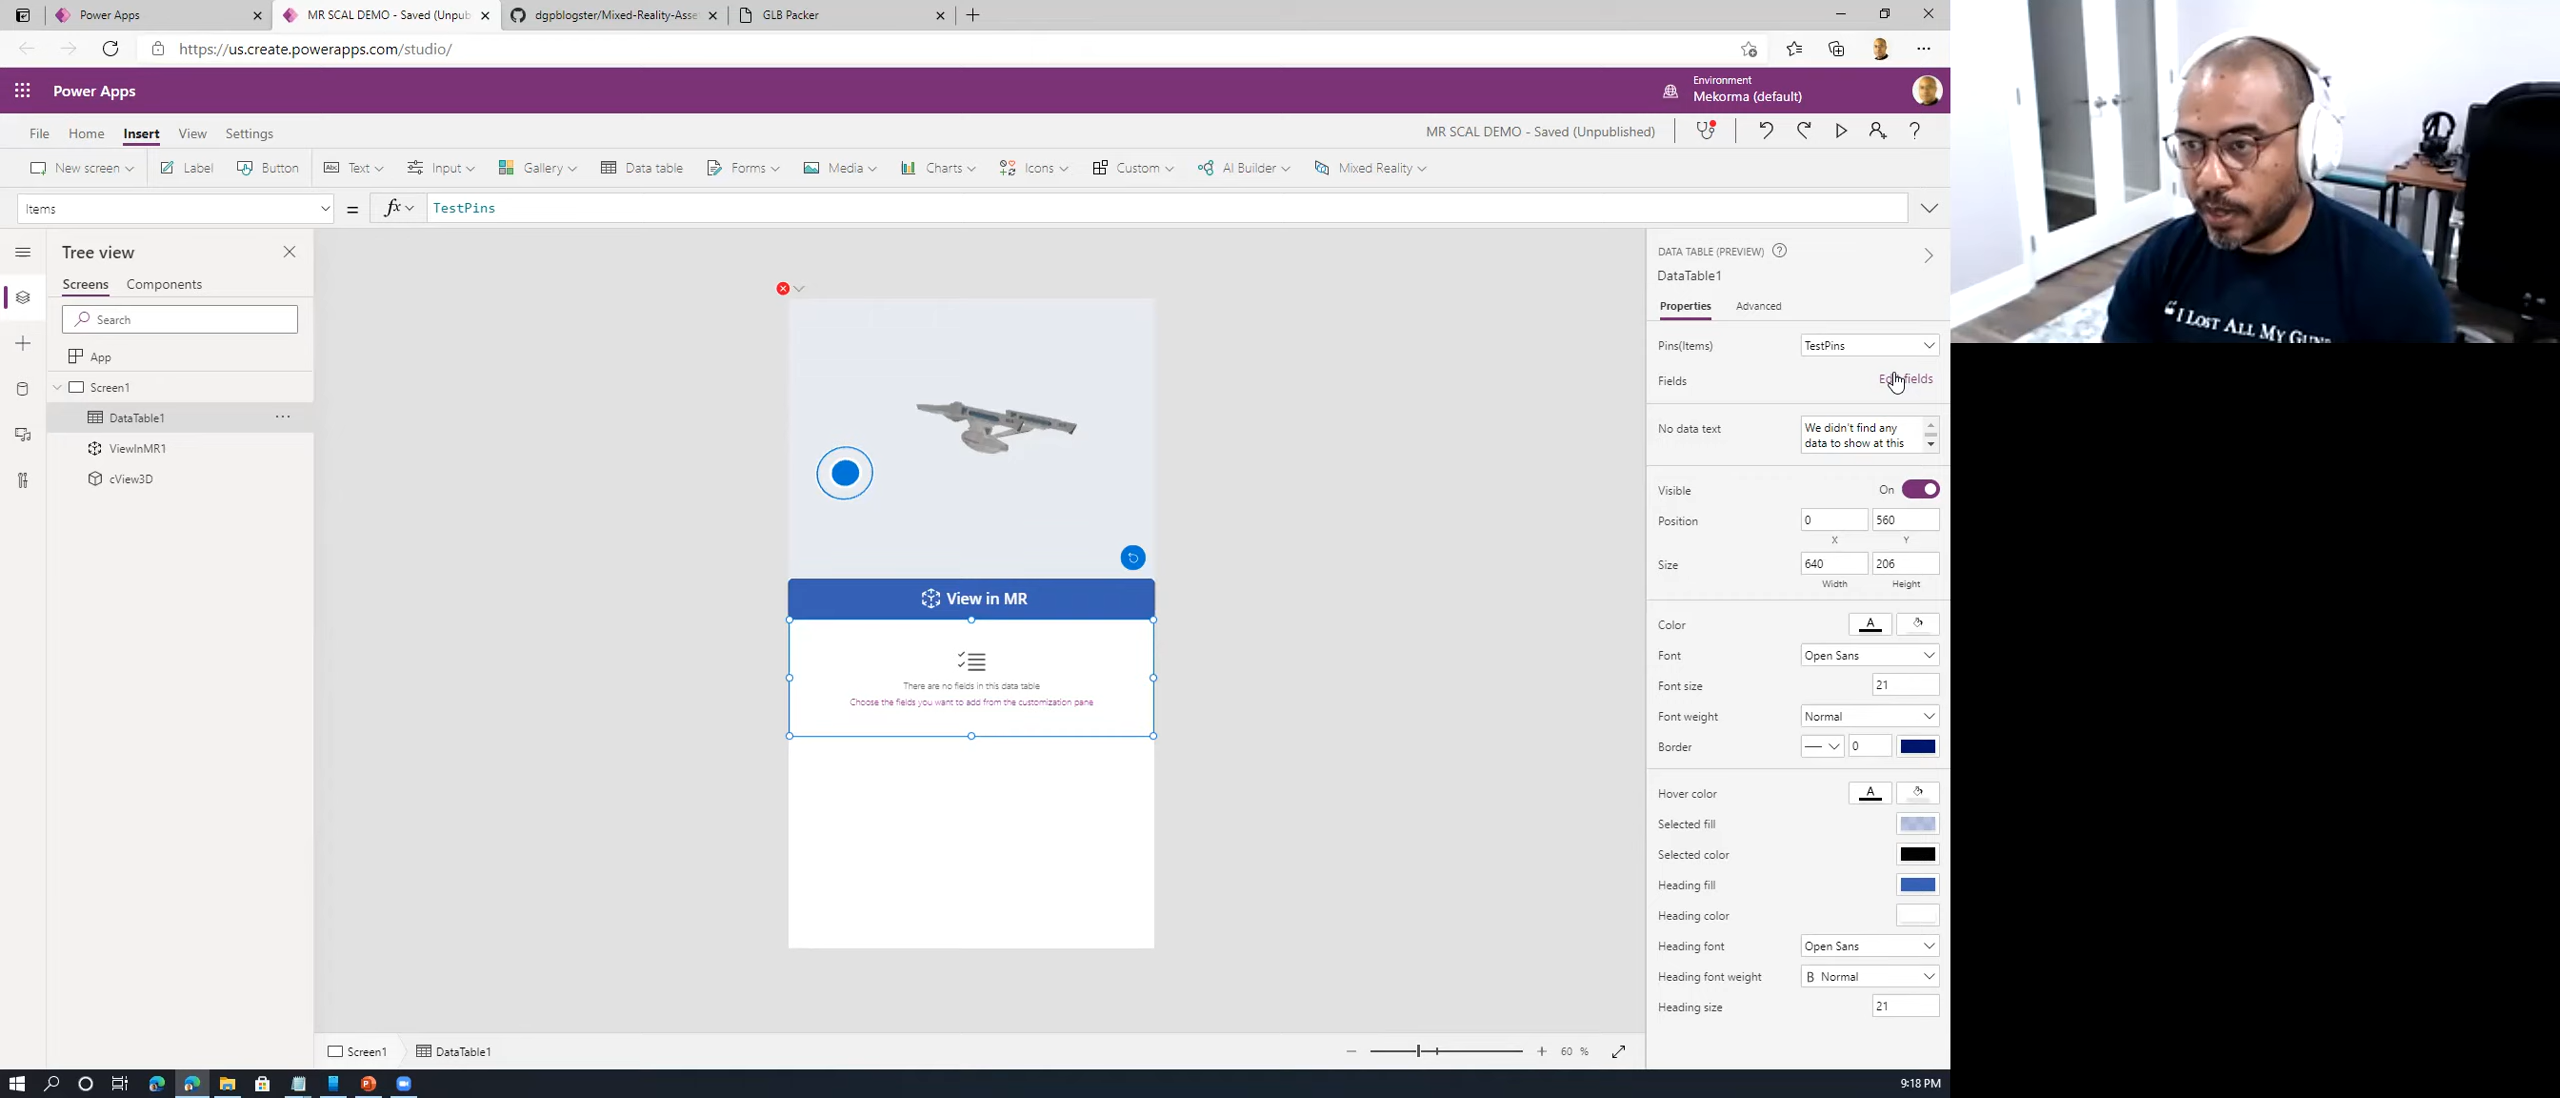 Power Apps
MR SCAL DEMO - Saved (Unpub
dgpblogster/Mixed-Reality-Asse
GLB Packer
https://us.create.powerapps.com/studio/
Power Apps
Environment
Mekorma (default)
File Home Insert View Settings
MR SCAL DEMO - Saved (Unpublished)
New screen Label Button Text Input Gallery Data table Forms Media Charts Icons Custom AI Builder Mixed Reality
Items = fx TestPins
Tree view
Screens Components
Search
App
Screen1
DataTable1
ViewInMR1
cView3D
View in MR
There are no fields in this data table
Choose the fields you want to add from the customization pane
DATA TABLE (PREVIEW)
DataTable1
Properties Advanced
Pins(Items) TestPins
Fields fields
No data text We didn't find any
data to show at this
Visible On
Position 0 560
X Y
Size 640 206
Width Height
Color
Font Open Sans
Font size 21
Font weight Normal
Border 0
Hover color
Selected fill
Selected color
Heading fill
Heading color
Heading font Open Sans
Heading font weight B Normal
Heading size 21
Screen1 DataTable1
60 %
9:18 PM
"I LOST ALL MY